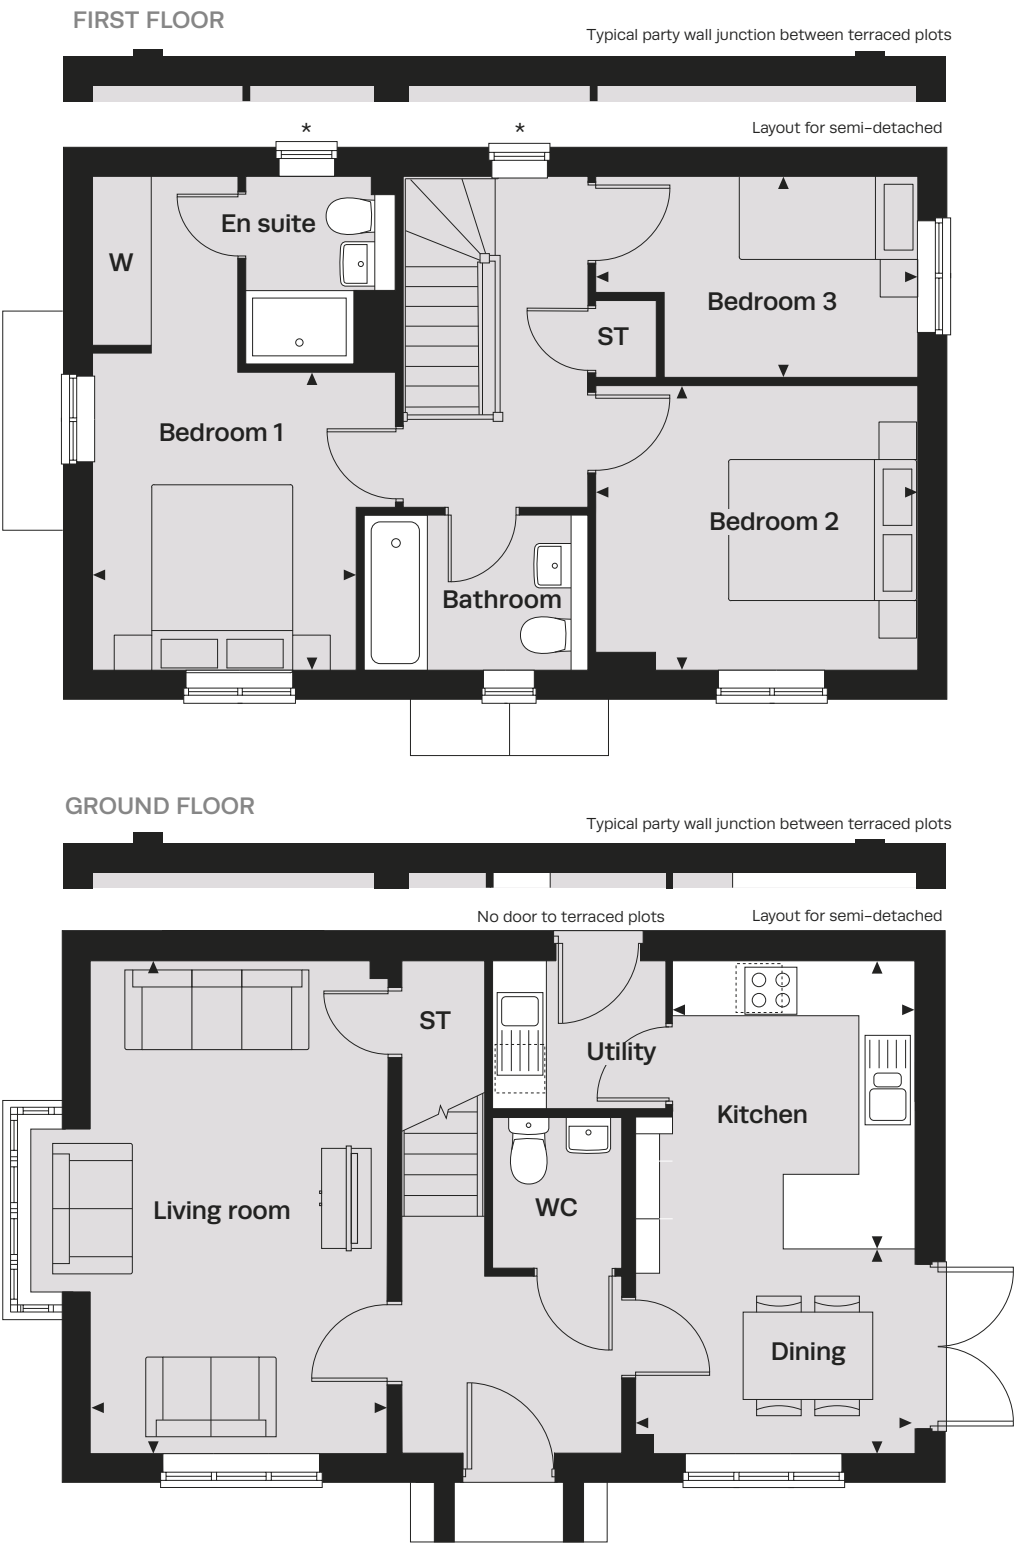 FIRST FLOOR
Typical party wall junction between terraced plots
Layout for semi-detached
*
*
En suite
W
Bedroom 3
ST
Bedroom 1
Bedroom 2
Bathroom
GROUND FLOOR
Typical party wall junction between terraced plots
No door to terraced plots
Layout for semi-detached
ST
Utility
Kitchen
Living room
WC
Dining